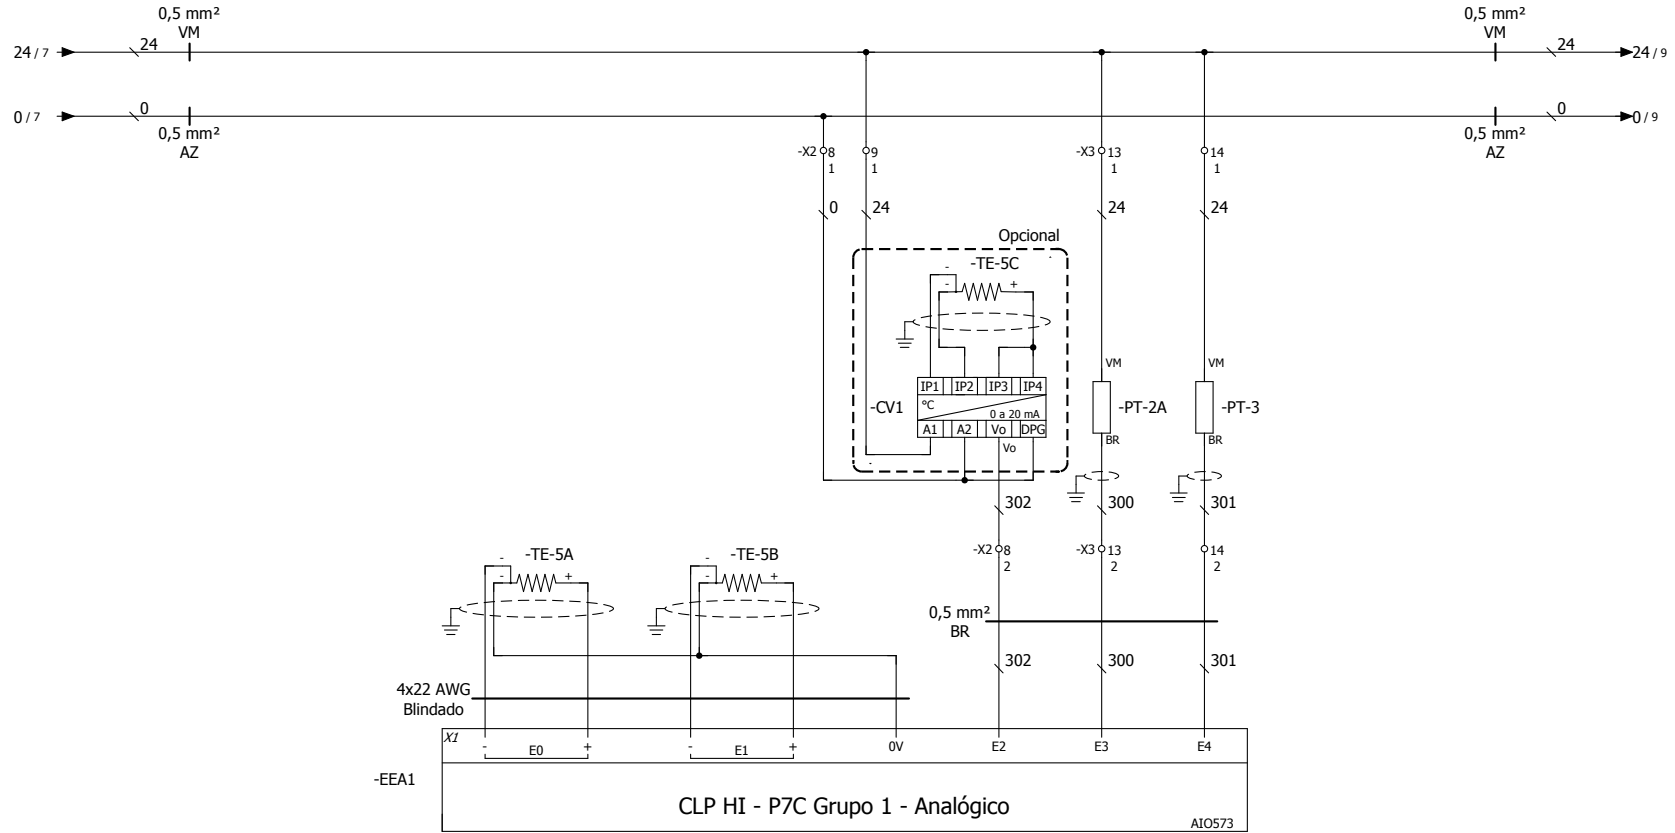 0,5 mm²
VM
0,5 mm²
VM
24 / 7
24
24
24 / 9
0 / 7
0
0
0 / 9
0,5 mm²
AZ
0,5 mm²
AZ
-X2
8
1
9
1
-X3
13
1
14
1
0
24
24
24
Opcional
-TE-5C
-
-
+
VM
VM
IP1
IP2
IP3
IP4
-CV1
°C
0 a 20 mA
-PT-2A
-PT-3
A1
A2
Vo
DPG
Vo
BR
BR
302
300
301
-X2
8
2
-X3
13
2
14
2
-TE-5A
-
-
+
-TE-5B
-
-
+
0,5 mm²
BR
302
300
301
4x22 AWG
Blindado
X1
-
E0
+
-
E1
+
0V
E2
E3
E4
-EEA1
CLP HI - P7C Grupo 1 - Analógico
AIO573